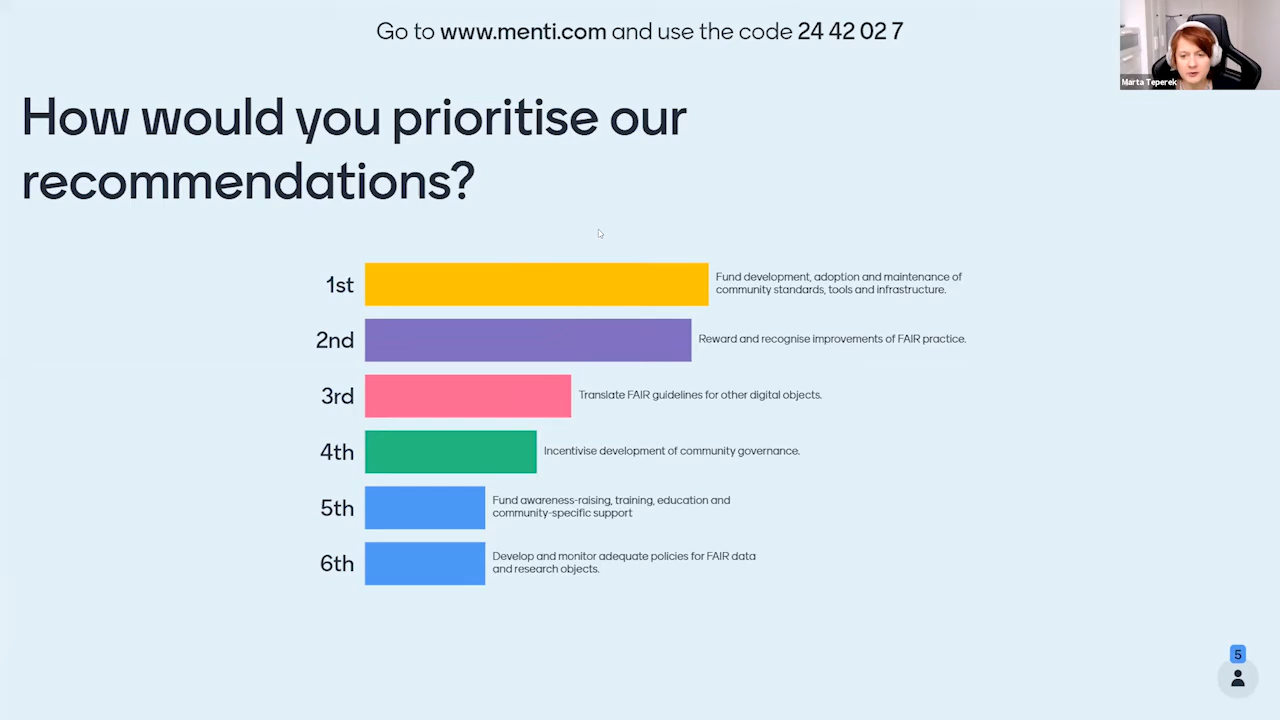 Go to www.menti.com and use the code 24 42 02 7
Marta Teperek
How would you prioritise our
recommendations?
1st
Fund development, adoption and maintenance of
community standards, tools and infrastructure.
2nd
Reward and recognise improvements of FAIR practice.
3rd
Translate FAIR guidelines for other digital objects.
4th
Incentivise development of community governance.
5th
Fund awareness-raising, training, education and
community-specific support
6th
Develop and monitor adequate policies for FAIR data
and research objects.
5